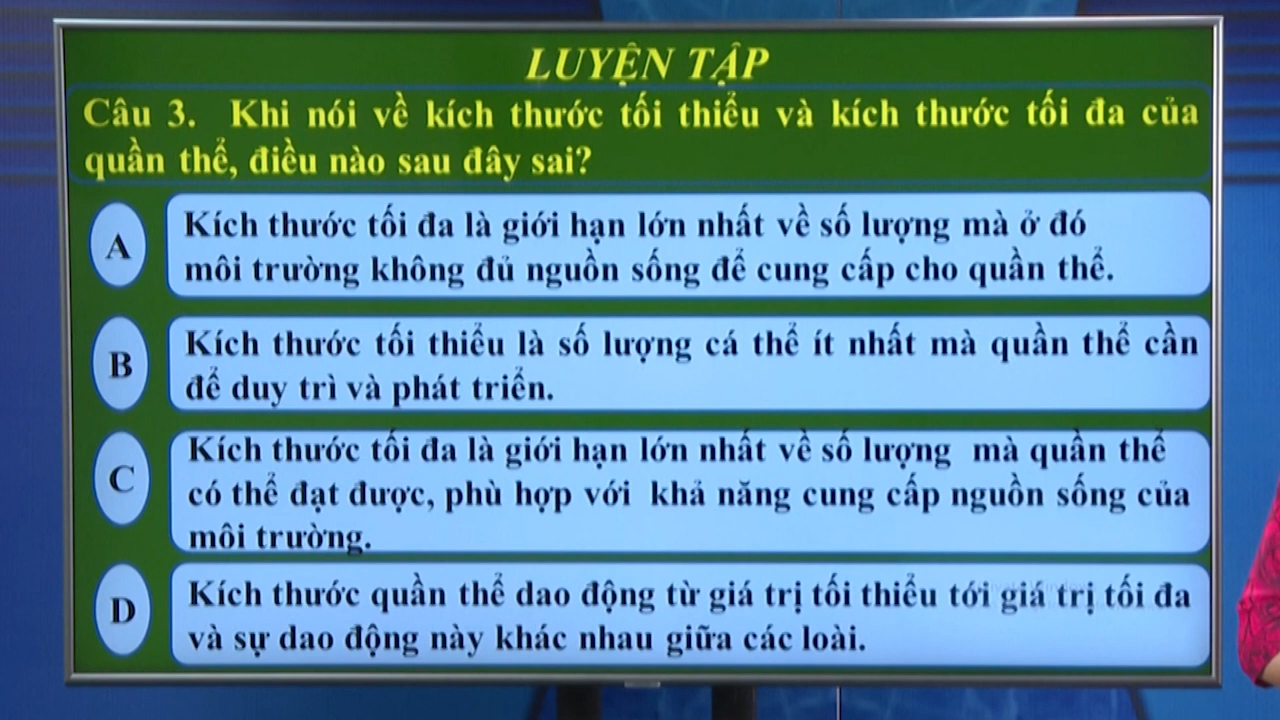 LUYỆN TẬP
Câu 3. Khi nói về kích thước tối thiểu và kích thước tối đa của
quần thể, điều nào sau đây sai?
A
Kích thước tối đa là giới hạn lớn nhất về số lượng mà ở đó
môi trường không đủ nguồn sống để cung cấp cho quần thể.
B
Kích thước tối thiểu là số lượng cá thể ít nhất mà quần thể cần
để duy trì và phát triển.
C
Kích thước tối đa là giới hạn lớn nhất về số lượng mà quần thể
có thể đạt được, phù hợp với khả năng cung cấp nguồn sống của
môi trường.
D
Kích thước quần thể dao động từ giá trị tối thiểu tới giá trị tối đa
và sự dao động này khác nhau giữa các loài.